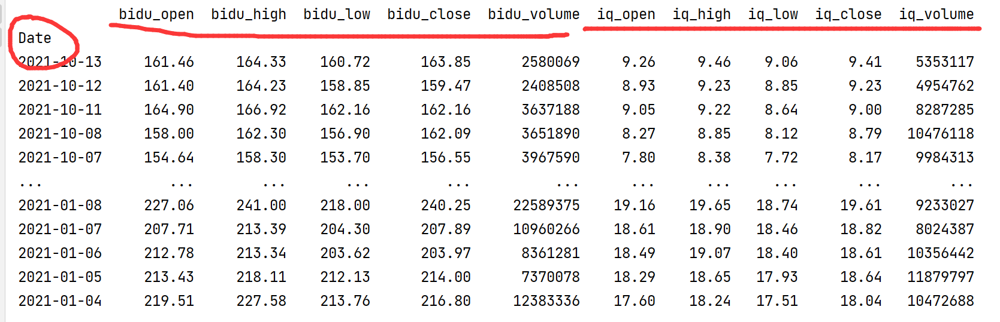 bidu_open bidu_high bidu_low bidu_close bidu_volume iq_open iq_high iq_low iq_close iq_volume
Date
2021-10-13 161.46 164.33 160.72 163.85 2580069 9.26 9.46 9.06 9.41 5353117
2021-10-12 161.40 164.23 158.85 159.47 2408508 8.93 9.23 8.85 9.23 4954762
2021-10-11 164.90 166.92 162.16 162.16 3637188 9.05 9.22 8.64 9.00 8287285
2021-10-08 158.00 162.30 156.90 162.09 3651890 8.27 8.85 8.12 8.79 10476118
2021-10-07 154.64 158.30 153.70 156.55 3967590 7.80 8.38 7.72 8.17 9984313
... ... ... ... ... ... ... ... ... ... ...
2021-01-08 227.06 241.00 218.00 240.25 22589375 19.16 19.65 18.74 19.61 9233027
2021-01-07 207.71 213.39 204.30 207.89 10960266 18.61 18.90 18.46 18.82 8024387
2021-01-06 212.78 213.34 203.62 203.97 8361281 18.49 19.07 18.40 18.61 10356442
2021-01-05 213.43 218.11 212.13 214.00 7370078 18.29 18.65 17.93 18.64 11879797
2021-01-04 219.51 227.58 213.76 216.80 12383336 17.60 18.24 17.51 18.04 10472688